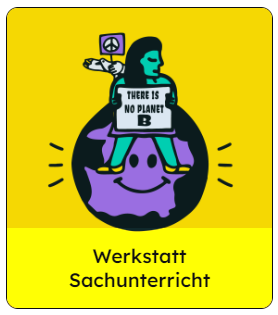 THERE IS
NO PLANET
B
Werkstatt
Sachunterricht